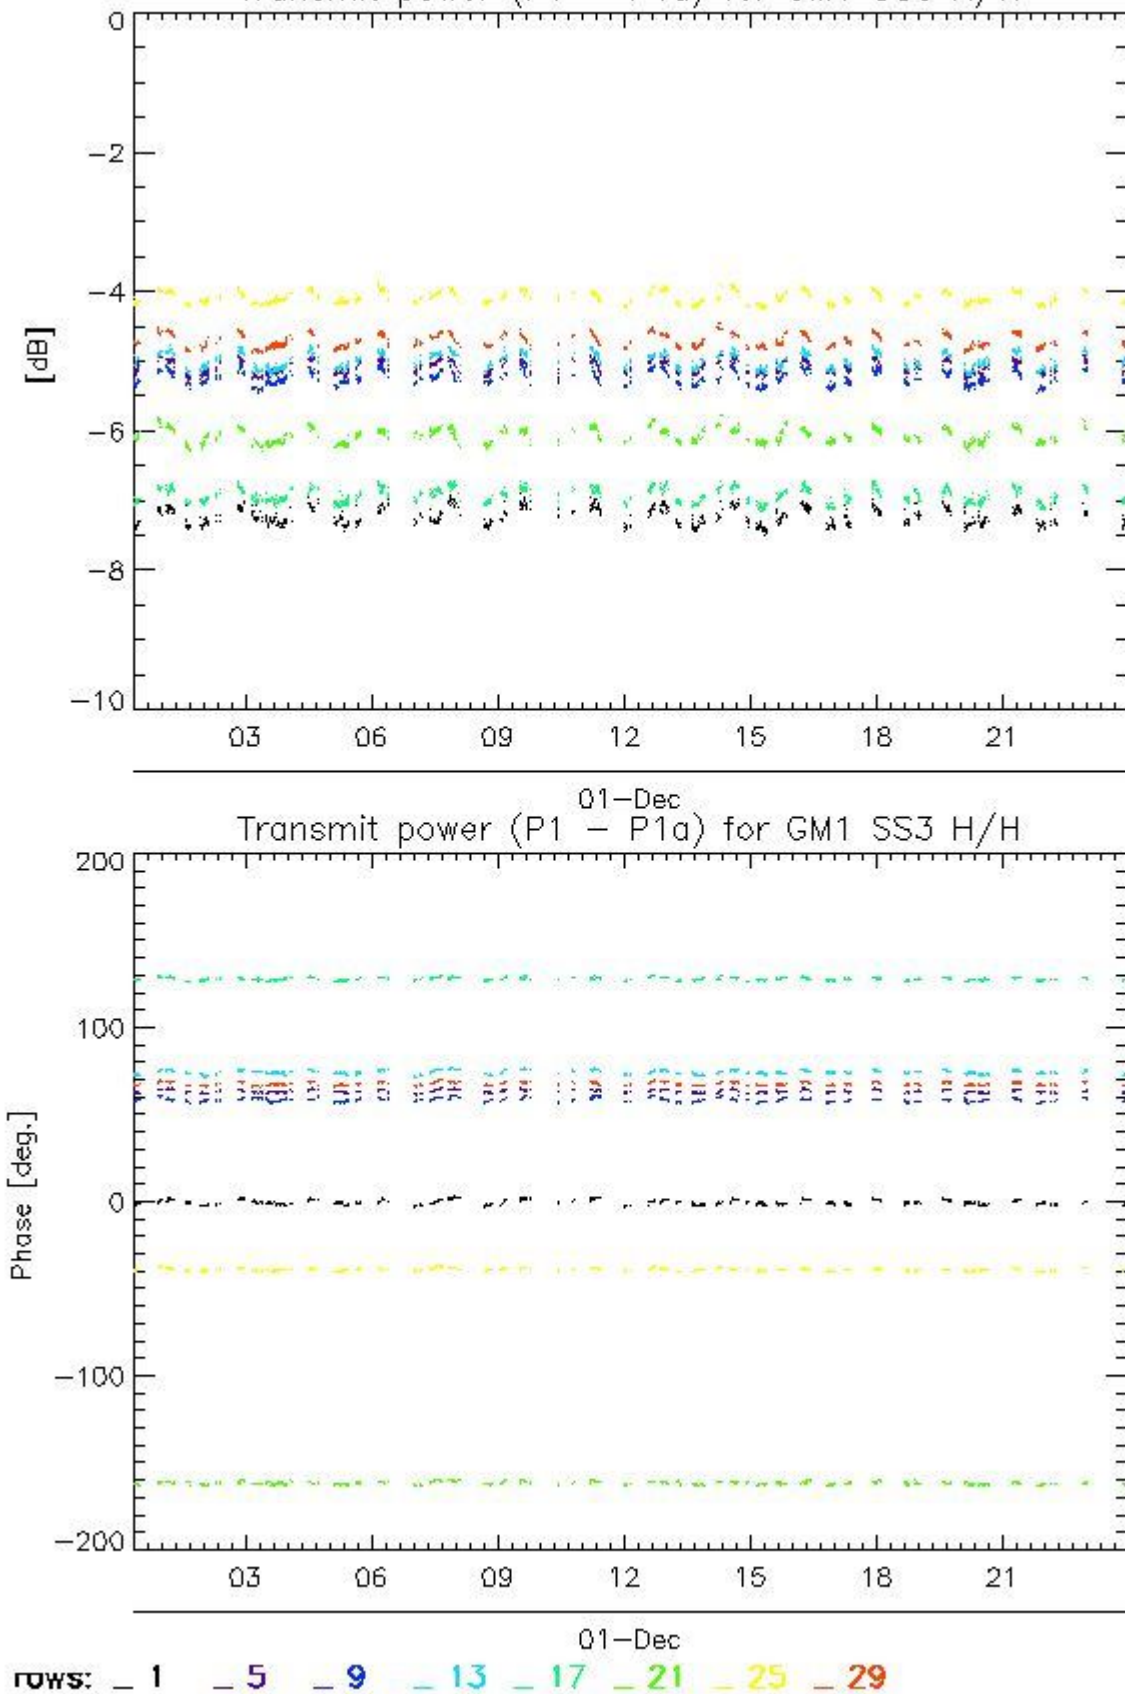 0
−2
−4
[dB]
−6
−8
−10
03 06 09 12 15 18 21
01−Dec
Transmit power (P1 − P1a) for GM1 SS3 H/H
200
100
Phase [deg.]
0
−100
−200
03 06 09 12 15 18 21
01−Dec
rows: _ 1 _ 5 _ 9 _ 13 _ 17 _ 21 _ 25 _ 29